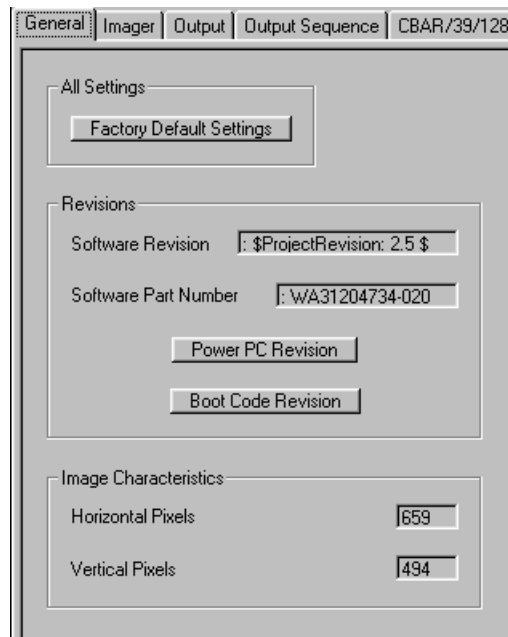 General Imager Output Output Sequence CBAR/39/128
All Settings
Factory Default Settings
Revisions
Software Revision : $ProjectRevision: 2.5 $
Software Part Number : WA31204734-020
Power PC Revision
Boot Code Revision
Image Characteristics
Horizontal Pixels 659
Vertical Pixels 494